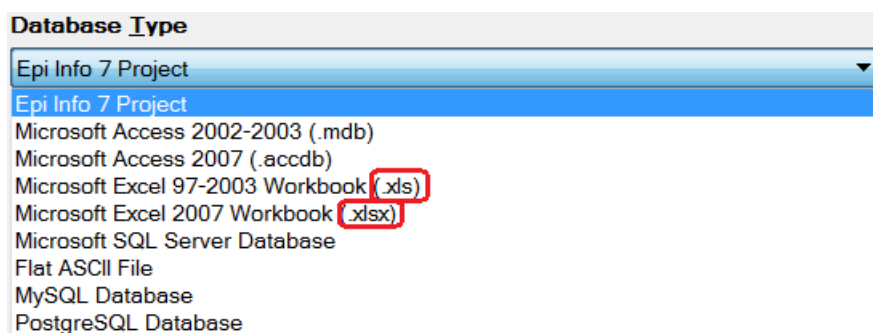 Database Type
Epi Info 7 Project
Epi Info 7 Project
Microsoft Access 2002-2003 (.mdb)
Microsoft Access 2007 (.accdb)
Microsoft Excel 97-2003 Workbook (.xls)
Microsoft Excel 2007 Workbook (.xlsx)
Microsoft SQL Server Database
Flat ASCII File
MySQL Database
PostgreSQL Database